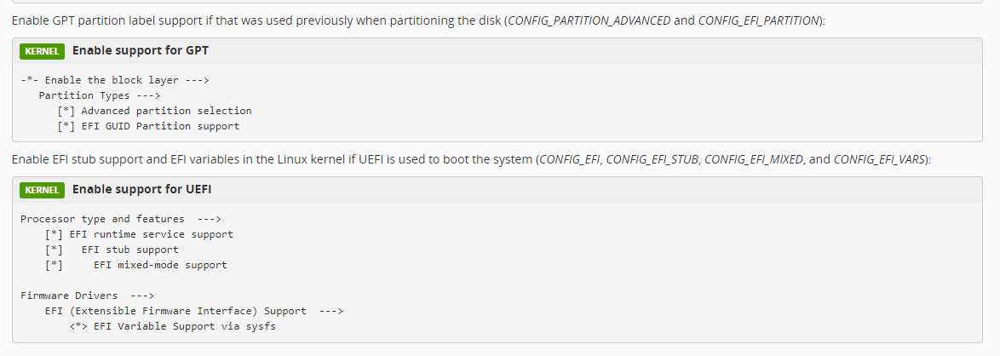 Enable GPT partition label support if that was used previously when partitioning the disk (CONFIG_PARTITION_ADVANCED and CONFIG_EFI_PARTITION):
KERNEL Enable support for GPT
-*- Enable the block layer --->
   Partition Types --->
      [*] Advanced partition selection
      [*] EFI GUID Partition support
Enable EFI stub support and EFI variables in the Linux kernel if UEFI is used to boot the system (CONFIG_EFI, CONFIG_EFI_STUB, CONFIG_EFI_MIXED, and CONFIG_EFI_VARS):
KERNEL Enable support for UEFI
Processor type and features  --->
    [*] EFI runtime service support
    [*]   EFI stub support
    [*]     EFI mixed-mode support
Firmware Drivers  --->
    EFI (Extensible Firmware Interface) Support  --->
        <*> EFI Variable Support via sysfs